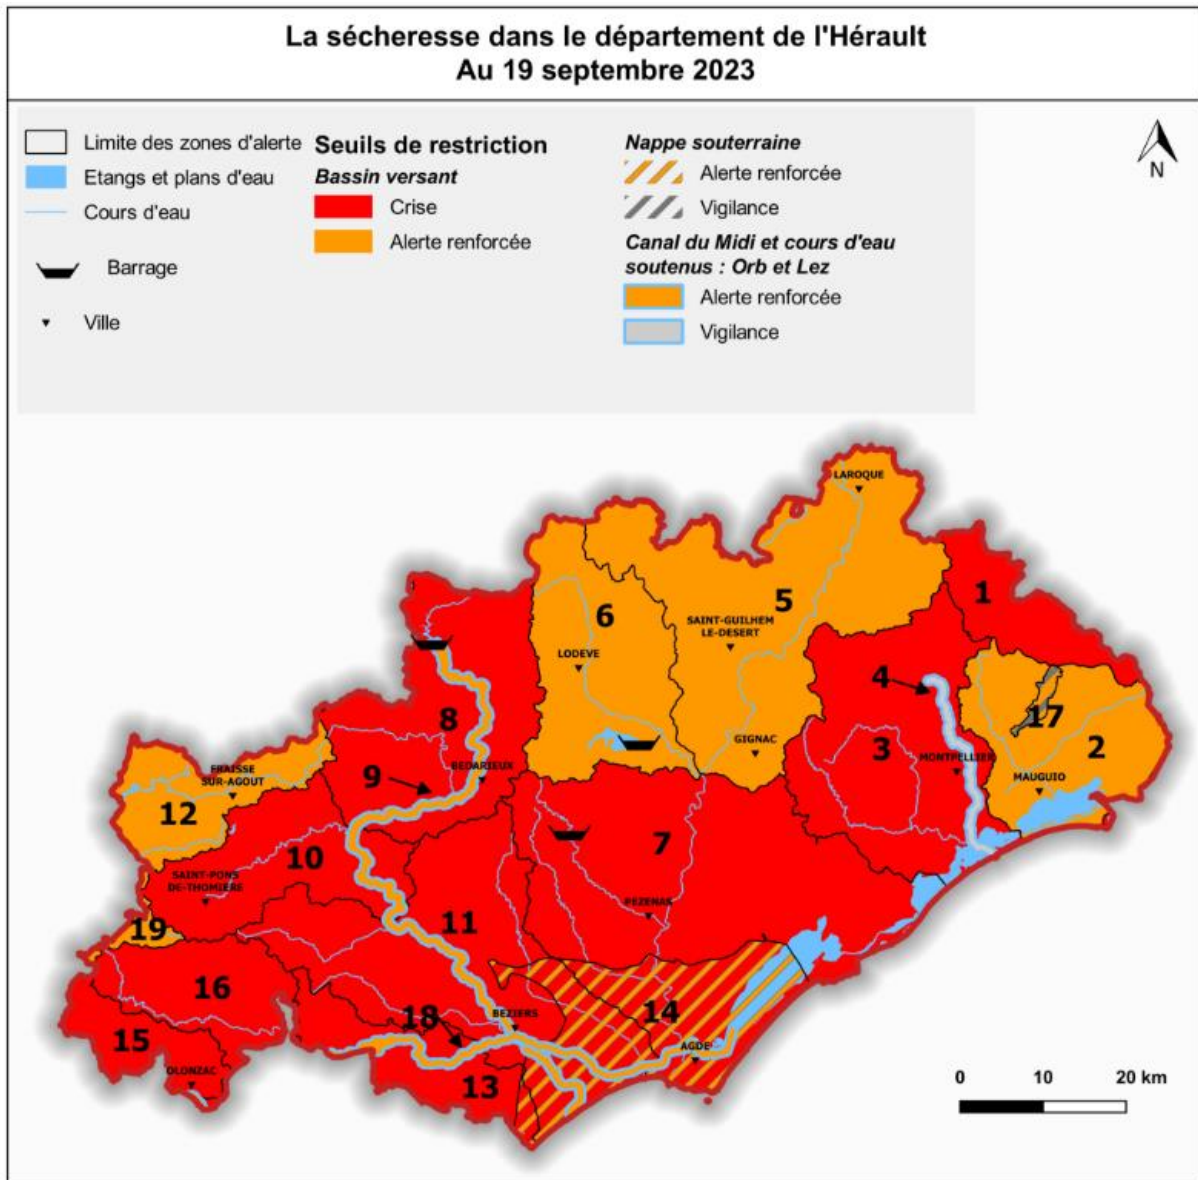 La sécheresse dans le département de l'Hérault
Au 19 septembre 2023
Limite des zones d'alerte
Etangs et plans d'eau
Cours d'eau
Barrage
Ville
Seuils de restriction
Bassin versant
Crise
Alerte renforcée
Nappe souterraine
Alerte renforcée
Vigilance
Canal du Midi et cours d'eau
soutenus : Orb et Lez
Alerte renforcée
Vigilance
N
LAROQUE
1
5
6
SAINT-GUILHEM
LE-DESERT
LODEVE
4
17
8
GIGNAC
3
2
MONTPELLIER
BEDARIEUX
9
FRAISSE
SUR-AGOUT
MAUGUIO
12
7
10
SAINT-PONS
DE-THOMIERE
PEZENAS
11
19
16
14
18
BEZIERS
15
AGDE
OLONZAC
13
0 10 20 km